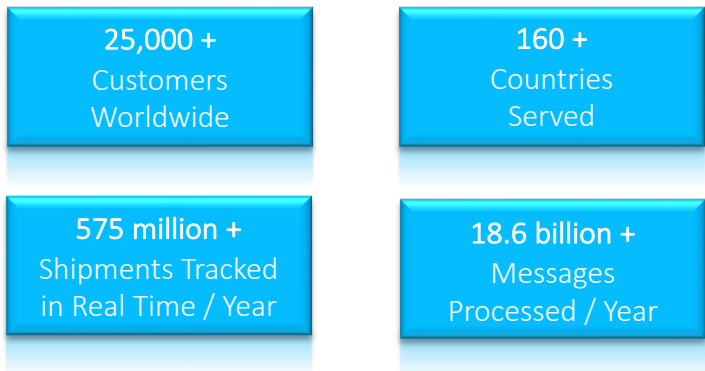 25,000 +
Customers
Worldwide
160 +
Countries
Served
575 million +
Shipments Tracked
in Real Time / Year
18.6 billion +
Messages
Processed / Year